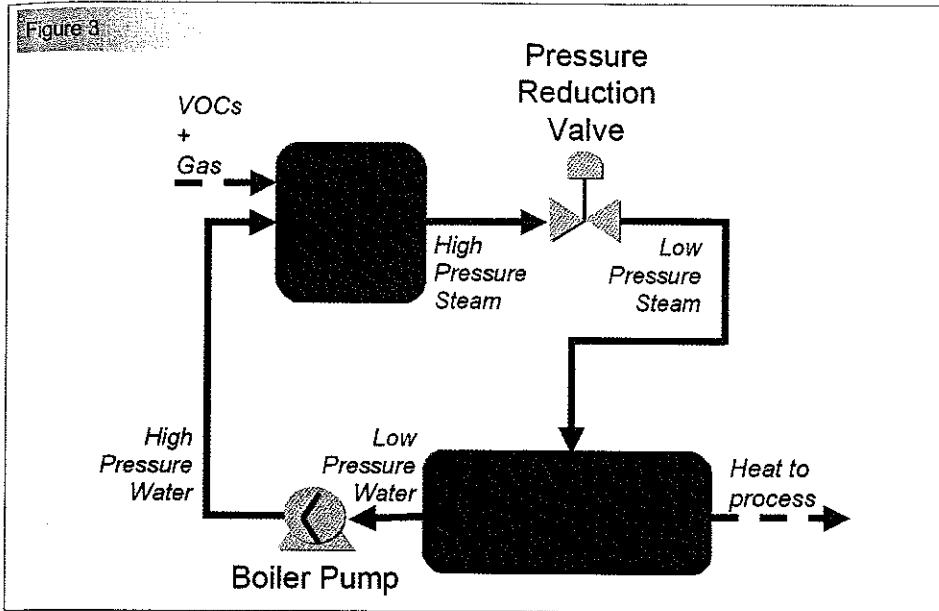 Figure 3
Pressure
Reduction
Valve
VOCs
+
Gas
High
Pressure
Steam
Low
Pressure
Steam
High
Pressure
Water
Low
Pressure
Water
Heat to
process
Boiler Pump